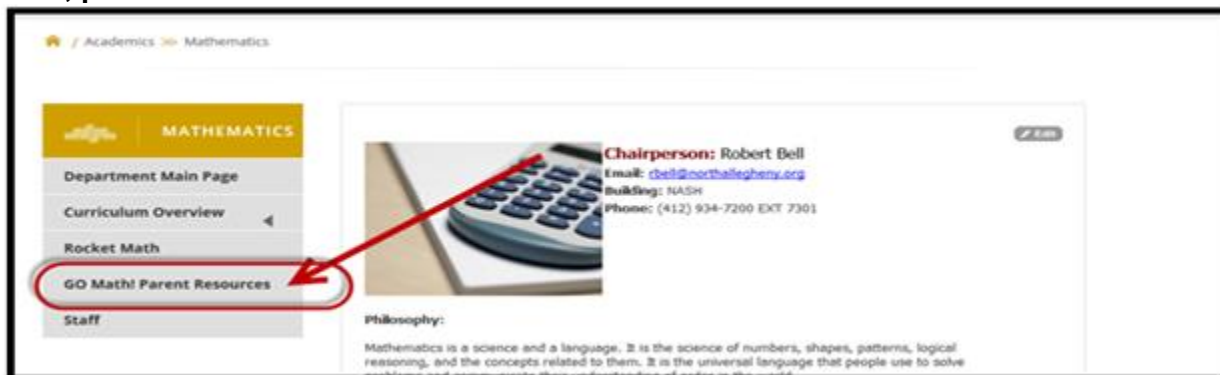 / Academics >> Mathematics
MATHEMATICS
Department Main Page
Curriculum Overview
Rocket Math
GO Math! Parent Resources
Staff
Edit
Chairperson: Robert Bell
Email: rbell@northallegheny.org
Building: NASH
Phone: (412) 934-7200 EXT 7301
Philosophy:
Mathematics is a science and a language. It is the science of numbers, shapes, patterns, logical
reasoning, and the concepts related to them. It is the universal language that people use to solve